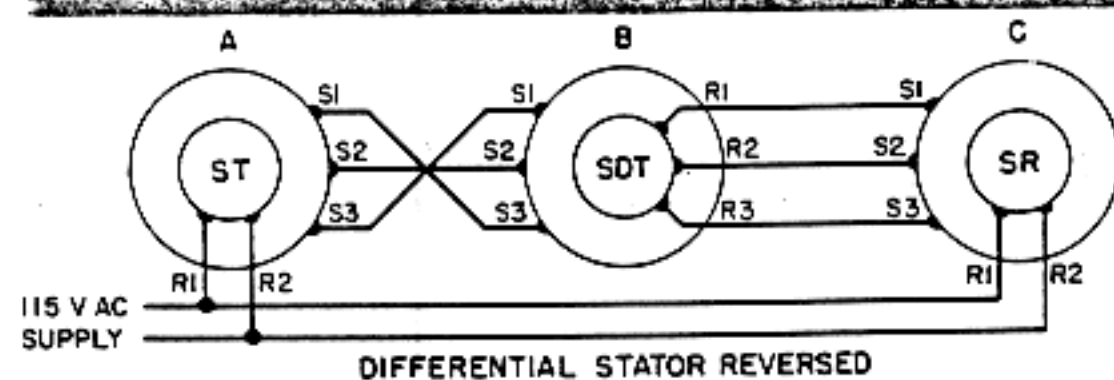 A B C
S1 S1 R1 S1
S2 S2 R2 S2
ST SDT SR
S3 S3 R3 S3
R1 R2 R1 R2
115 V AC
SUPPLY
DIFFERENTIAL STATOR REVERSED